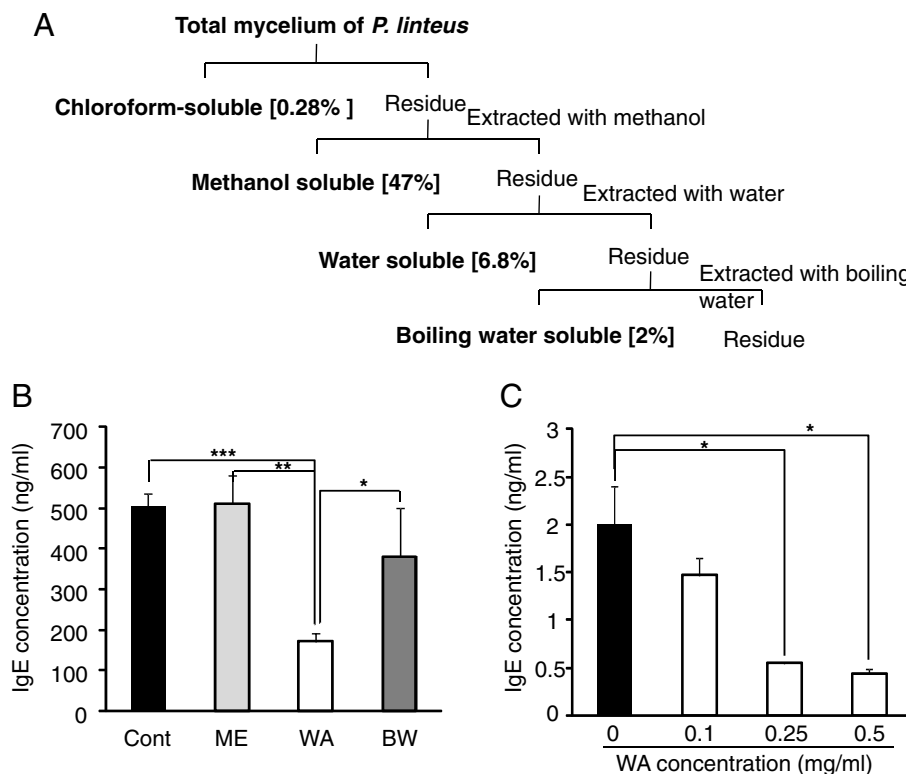 A
Total mycelium of P. linteus
Chloroform-soluble [0.28% ]
Residue
Extracted with methanol
Methanol soluble [47%]
Residue
Extracted with water
Water soluble [6.8%]
Residue
Extracted with boiling
water
Boiling water soluble [2%]
Residue
B
IgE concentration (ng/ml)
700
600
500
400
300
200
100
0
***
**
*
Cont ME WA BW
C
IgE concentration (ng/ml)
3
2.5
2
1.5
1
0.5
0
*
*
0 0.1 0.25 0.5
WA concentration (mg/ml)